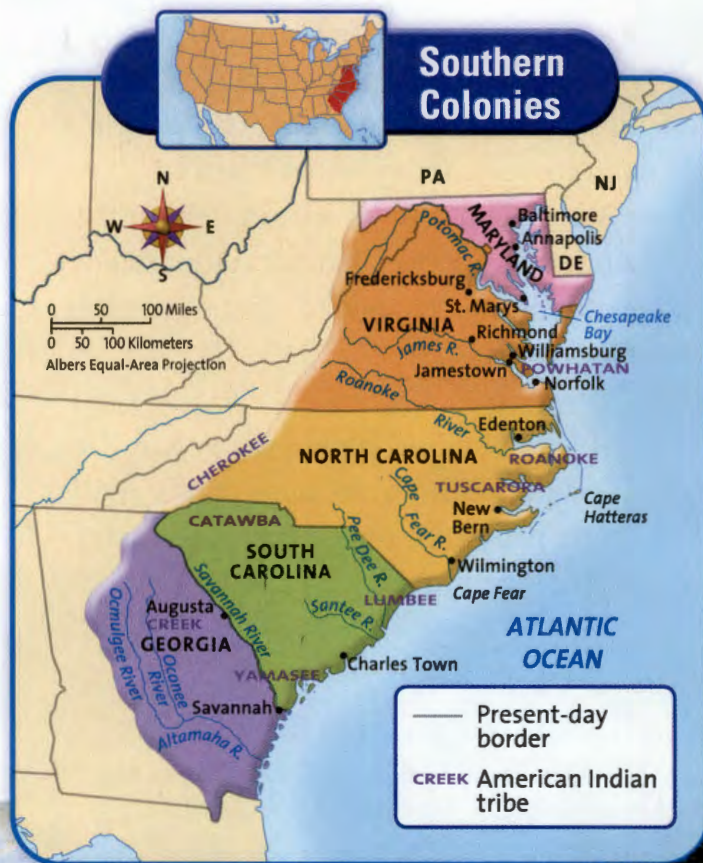 Southern
Colonies
N
W
E
S
0 50 100 Miles
0 50 100 Kilometers
Albers Equal-Area Projection
PA
NJ
DE
MARYLAND
Baltimore
Annapolis
Potomac R.
Fredericksburg
St. Marys
Chesapeake
Bay
VIRGINIA
Richmond
James R.
Williamsburg
Jamestown
POWHATAN
Norfolk
Roanoke
River
Edenton
CHEROKEE
NORTH CAROLINA
ROANOKE
TUSCARORA
Cape
Hatteras
Cape
Fear R.
New
Bern
CATAWBA
Pee Dee R.
SOUTH
CAROLINA
Wilmington
Cape Fear
LUMBEE
Santee R.
Savannah River
Augusta
CREEK
GEORGIA
Ocmulgee River
Oconee
River
YAMASEE
Charles Town
Savannah
Altamaha R.
ATLANTIC
OCEAN
Present-day
border
CREEK American Indian
tribe